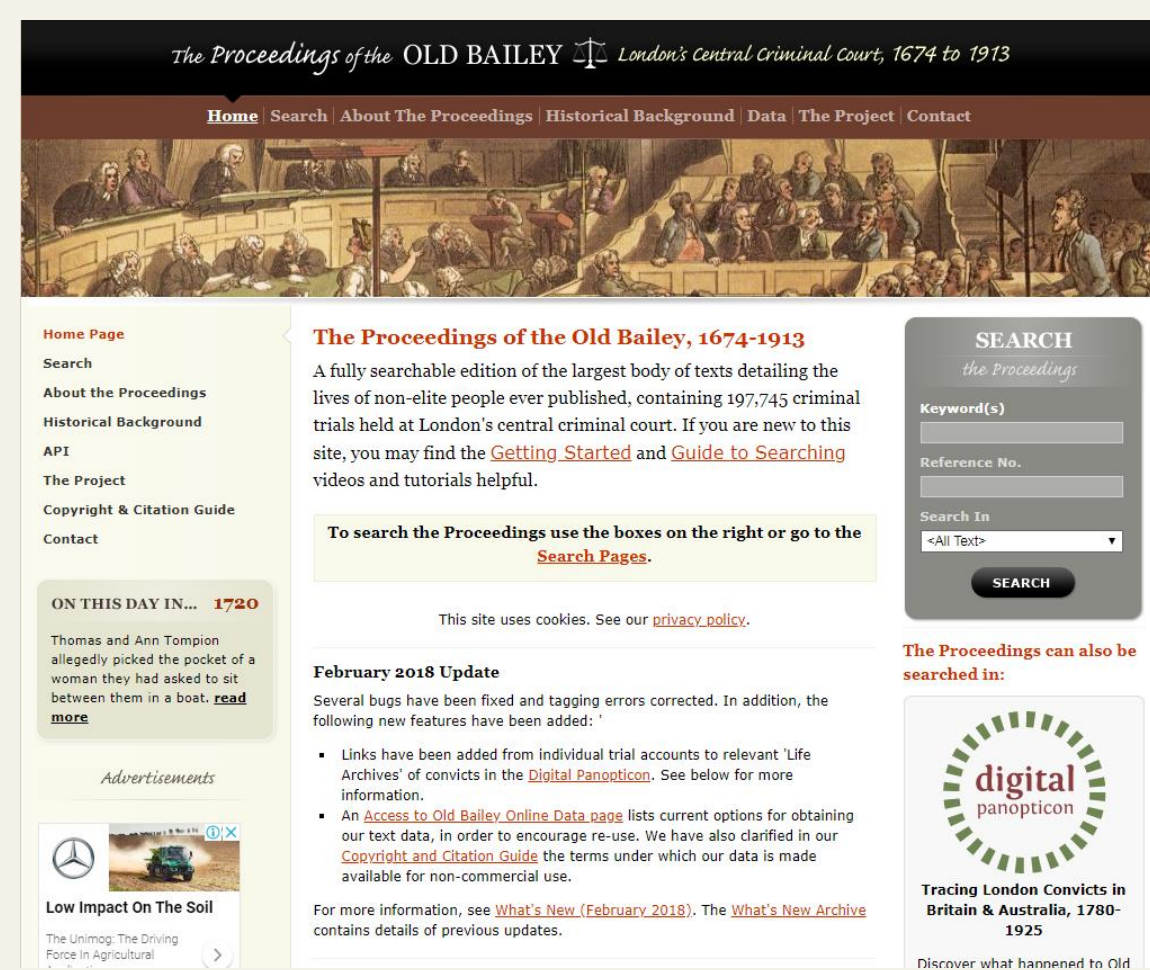 The Proceedings of the OLD BAILEY London's Central Criminal Court, 1674 to 1913
Home Search About The Proceedings Historical Background Data The Project Contact
Home Page
Search
About the Proceedings
Historical Background
API
The Project
Copyright & Citation Guide
Contact
ON THIS DAY IN... 1720
Thomas and Ann Tompion
allegedly picked the pocket of a
woman they had asked to sit
between them in a boat. read
more
Advertisements
Low Impact On The Soil
The Unimog: The Driving
Force In Agricultural
The Proceedings of the Old Bailey, 1674-1913
A fully searchable edition of the largest body of texts detailing the
lives of non-elite people ever published, containing 197,745 criminal
trials held at London's central criminal court. If you are new to this
site, you may find the Getting Started and Guide to Searching
videos and tutorials helpful.
To search the Proceedings use the boxes on the right or go to the
Search Pages.
This site uses cookies. See our privacy policy.
February 2018 Update
Several bugs have been fixed and tagging errors corrected. In addition, the
following new features have been added: '
Links have been added from individual trial accounts to relevant 'Life
Archives' of convicts in the Digital Panopticon. See below for more
information.
An Access to Old Bailey Online Data page lists current options for obtaining
our text data, in order to encourage re-use. We have also clarified in our
Copyright and Citation Guide the terms under which our data is made
available for non-commercial use.
For more information, see What's New (February 2018). The What's New Archive
contains details of previous updates.
SEARCH
the Proceedings
Keyword(s)
Reference No.
Search In
<All Text>
SEARCH
The Proceedings can also be
searched in:
digital
panopticon
Tracing London Convicts in
Britain & Australia, 1780-
1925
Discover what happened to Old